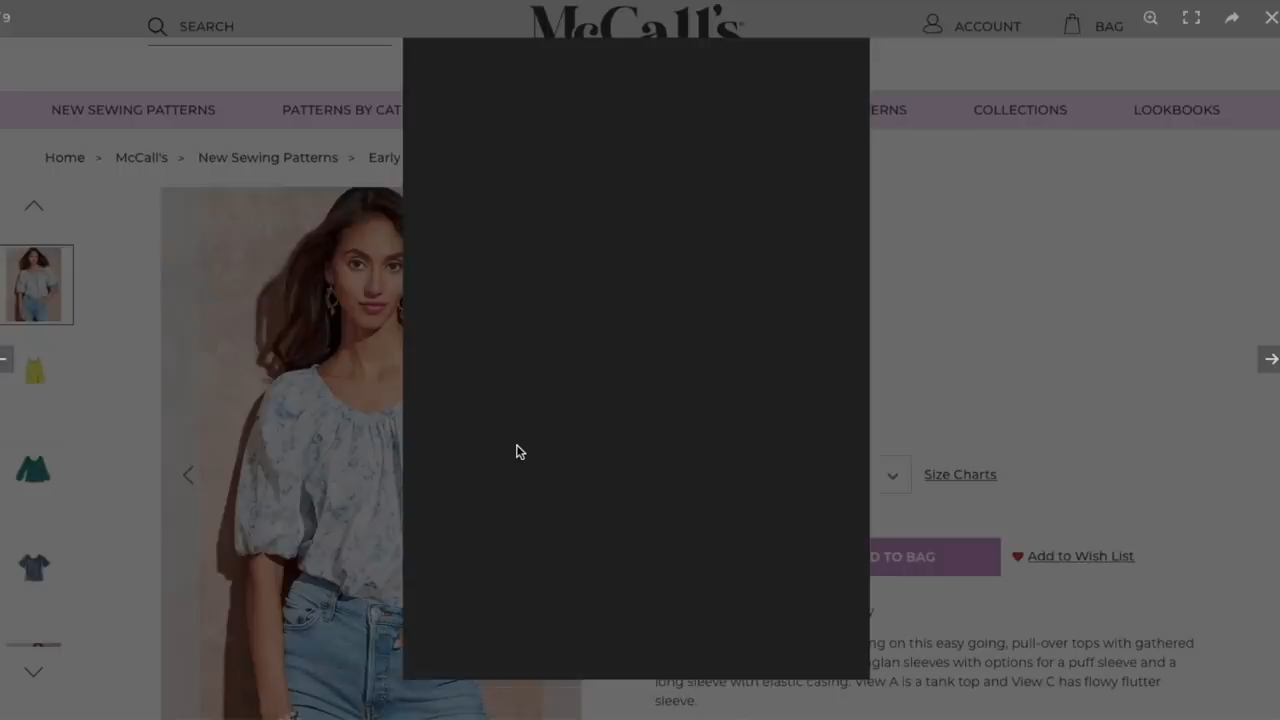 9
SEARCH
McCall's
ACCOUNT
BAG
NEW SEWING PATTERNS
PATTERNS BY CAT
ERNS
COLLECTIONS
LOOKBOOKS
Home > McCall's > New Sewing Patterns > Early
Size Charts
D TO BAG
Add to Wish List
ng on this easy going, pull-over tops with gathered
glan sleeves with options for a puff sleeve and a
long sleeve with elastic casing. View A is a tank top and View C has flowy flutter
sleeve.